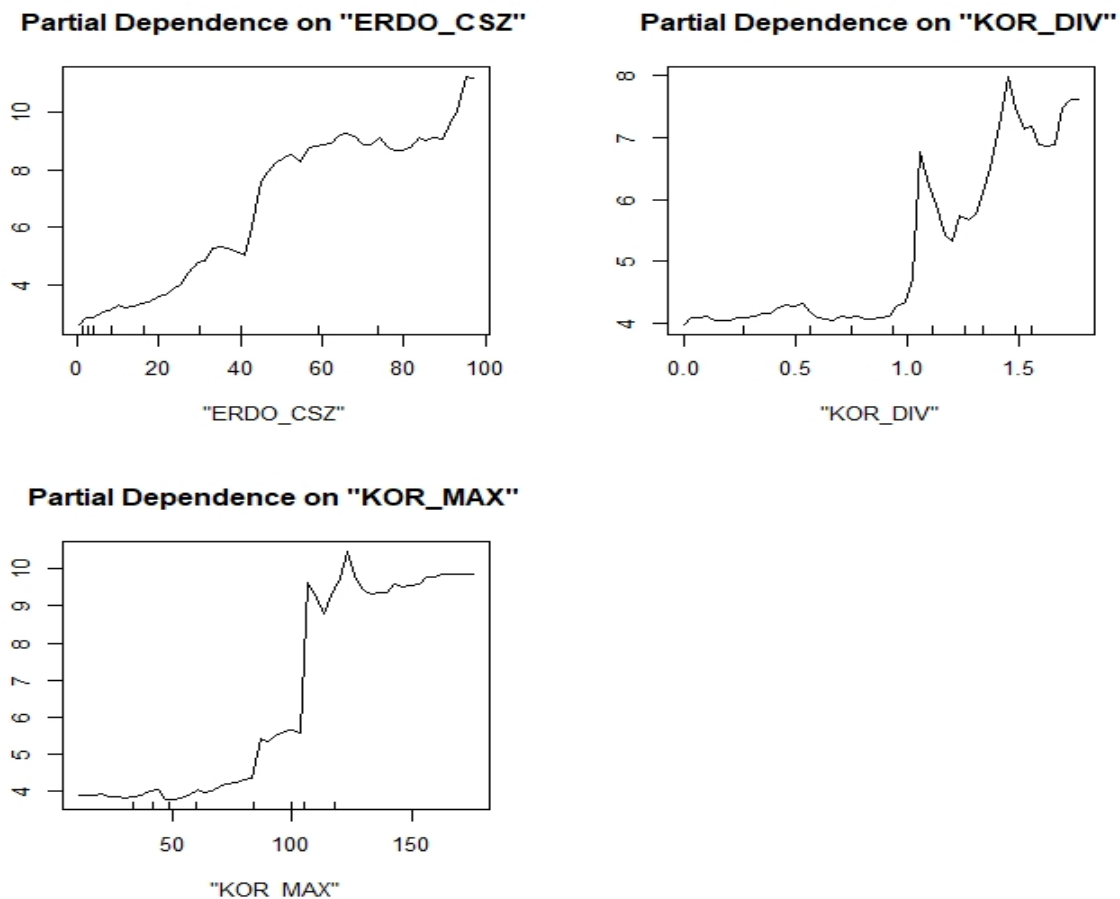 Partial Dependence on "ERDO_CSZ"
10
8
6
4
0 20 40 60 80 100
"ERDO_CSZ"
Partial Dependence on "KOR_DIV"
8
7
6
5
4
0.0 0.5 1.0 1.5
"KOR_DIV"
Partial Dependence on "KOR_MAX"
10
9
8
7
6
5
4
50 100 150
"KOR_MAX"